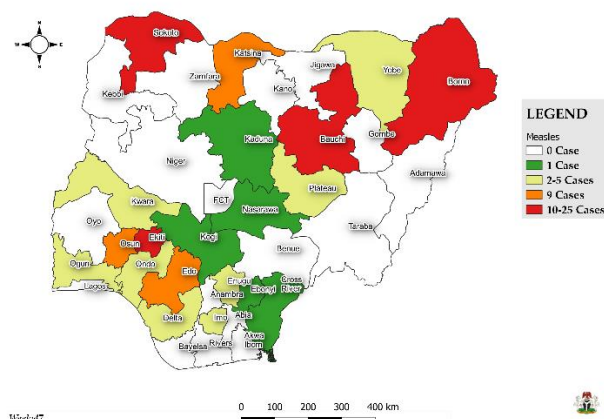 N
W E
S
Sokoto
Katsina
Jigawa
Yobe
Borno
Zamfara
Kebbi
Kano
Bauchi
Gombe
Kaduna
Adamawa
Niger
Plateau
FCT
Kwara
Nasarawa
Oyo
Taraba
Kogi
Osun
Ekiti
Benue
Ogun
Ondo
Edo
Lagos
Enugu
Anambra
Ebonyi
Cross
River
Delta
Imo
Abia
Akwa
Ibom
Bayelsa
Rivers
LEGEND
Measles
0 Case
1 Case
2-5 Cases
9 Cases
10-25 Cases
0 100 200 300 400 km
Week47